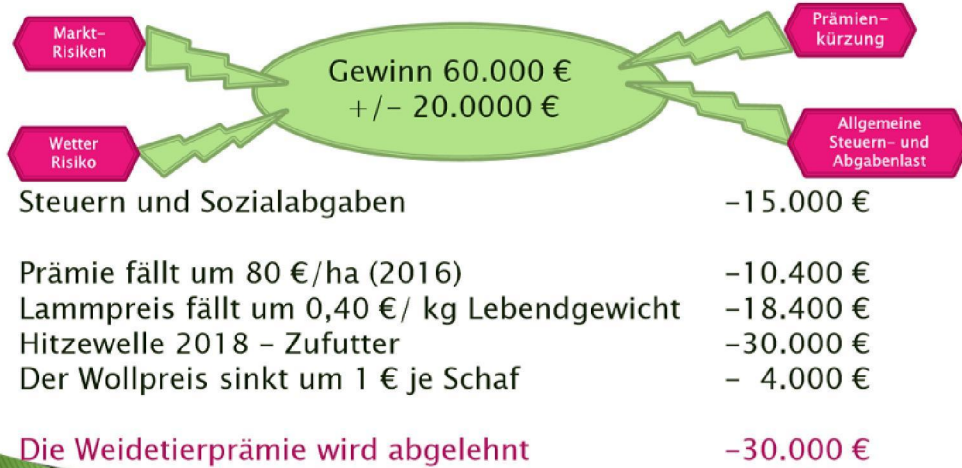 Markt-
Risiken
Prämien-
kürzung
Gewinn 60.000 €
+/- 20.0000 €
Wetter
Risiko
Allgemeine
Steuern- und
Abgabenlast
Steuern und Sozialabgaben -15.000 €
Prämie fällt um 80 €/ha (2016) -10.400 €
Lammpreis fällt um 0,40 €/ kg Lebendgewicht -18.400 €
Hitzewelle 2018 – Zufutter -30.000 €
Der Wollpreis sinkt um 1 € je Schaf - 4.000 €
Die Weidetierprämie wird abgelehnt -30.000 €